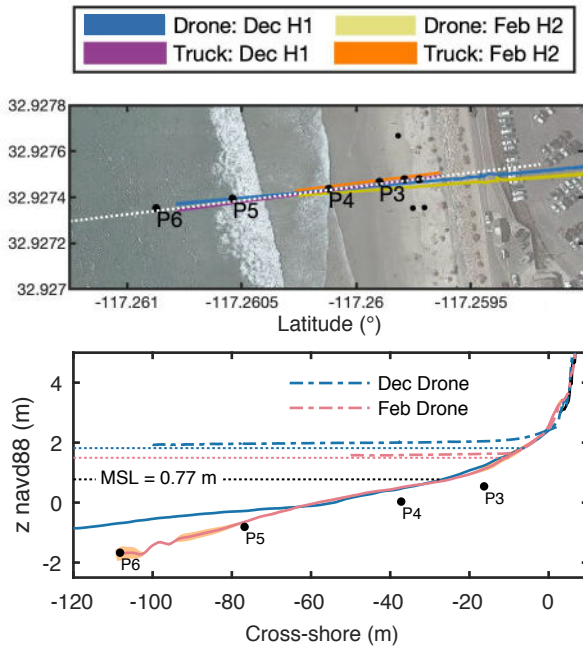 Drone: Dec H1 Drone: Feb H2
Truck: Dec H1 Truck: Feb H2
32.9278
32.9276
32.9274
32.9272
32.927
P6 P5 P4 P3
-117.261 -117.2605 -117.26 -117.2595
Latitude (°)
z navd88 (m)
4
2
0
-2
Dec Drone
Feb Drone
MSL = 0.77 m
P3
P4
P5
P6
-120 -100 -80 -60 -40 -20 0
Cross-shore (m)